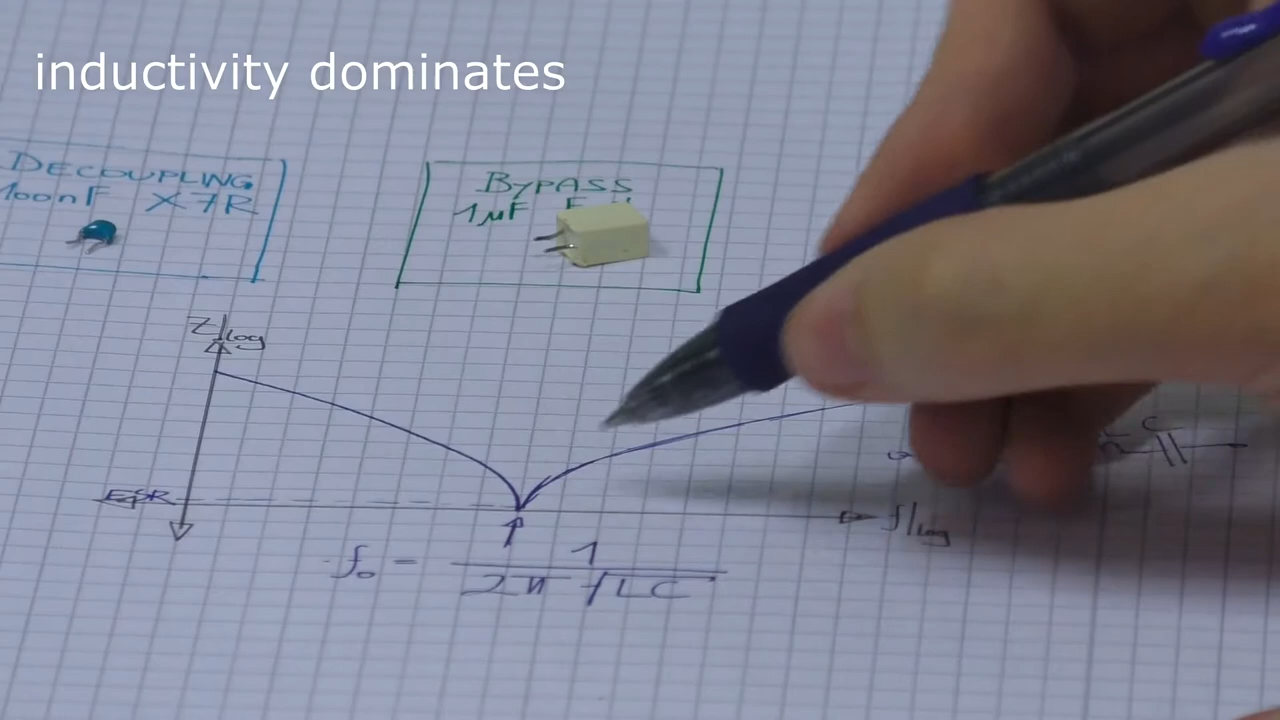 inductivity dominates
DECOUPLING
100nF X7R
BYPASS
1µF
Z/log
C
ESR
f/log
f₀ = 1
2π √LC